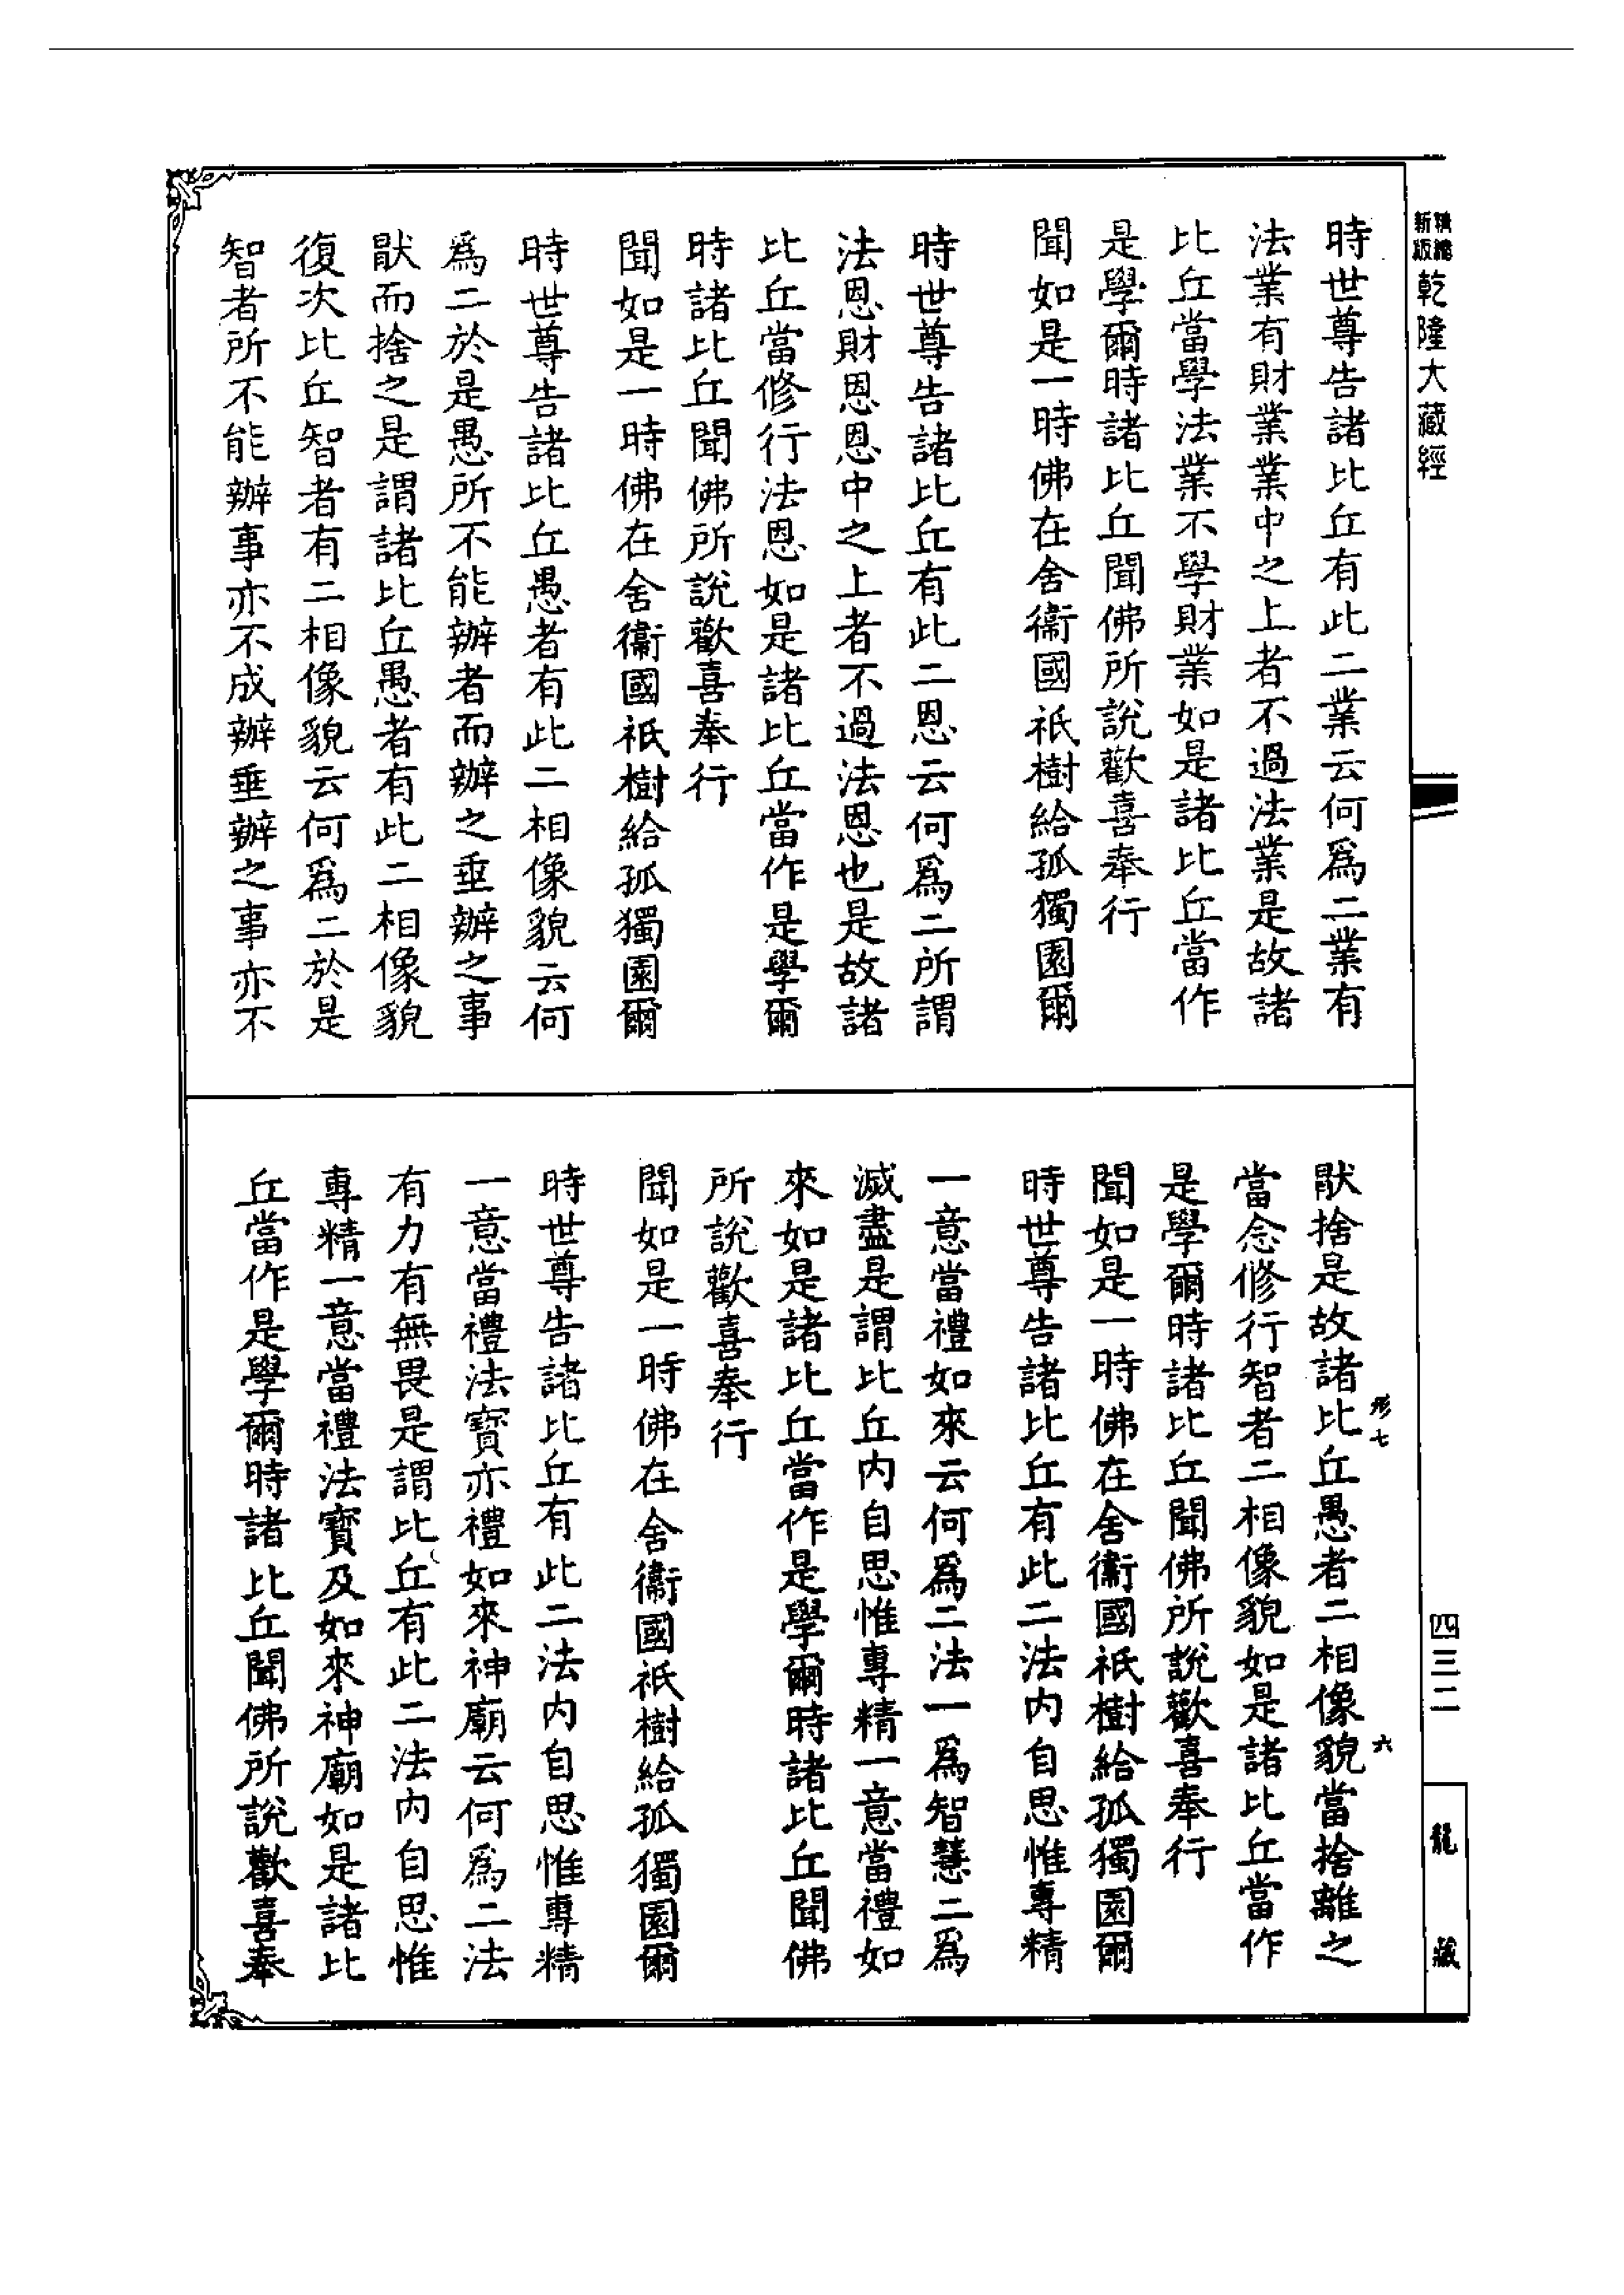 新版
精縮
乾隆大藏經
時世尊告諸比丘有此二業云何爲二業有
法業有財業業中之上者不過法業是故諸
比丘當學法業不學財業如是諸比丘當作
是學爾時諸比丘聞佛所說歡喜奉行
聞如是一時佛在舍衞國祇樹給孤獨園爾
時世尊告諸比丘有此二恩云何爲二所謂
法恩財恩恩中之上者不過法恩也是故諸
比丘當修行法恩如是諸比丘當作是學爾
時諸比丘聞佛所說歡喜奉行
聞如是一時佛在舍衞國祇樹給孤獨園爾
時世尊告諸比丘愚者有此二相像貌云何
爲二於是愚所不能辦者而辦之垂辦之事
猒而捨之是謂諸比丘愚者有此二相像貌
復次比丘智者有二相像貌云何爲二於是
智者所不能辦事亦不成辦垂辦之事亦不
猒捨是故諸比丘愚者二相像貌當捨離之
當念修行智者二相像貌如是諸比丘當作
是學爾時諸比丘聞佛所說歡喜奉行
聞如是一時佛在舍衞國祇樹給孤獨園爾
時世尊告諸比丘有此二法内自思惟專精
一意當禮如來云何爲二法一爲智慧二爲
滅盡是謂比丘内自思惟專精一意當禮如
來如是諸比丘當作是學爾時諸比丘聞佛
所說歡喜奉行
聞如是一時佛在舍衞國祇樹給孤獨園爾
時世尊告諸比丘有此二法内自思惟專精
一意當禮法寶亦禮如來神廟云何爲二法
有力有無畏是謂比丘有此二法内自思惟
專精一意當禮法寶及如來神廟如是諸比
丘當作是學爾時諸比丘聞佛所說歡喜奉
形七
六
四三二
龍藏